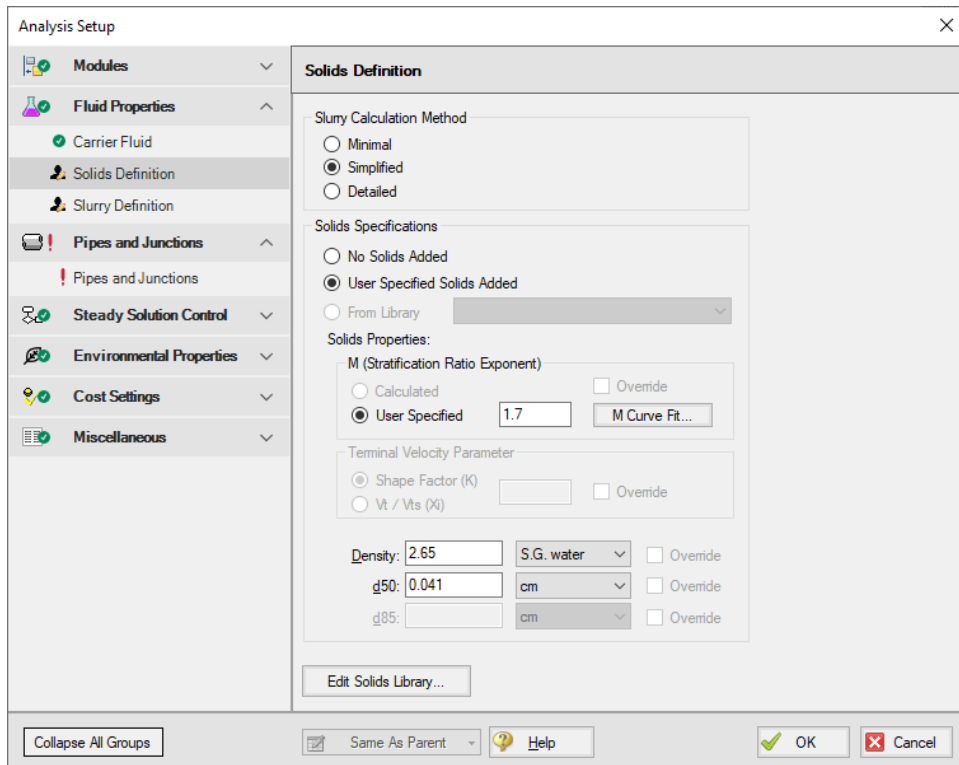 Analysis Setup
Modules
Fluid Properties
Carrier Fluid
Solids Definition
Slurry Definition
Pipes and Junctions
Pipes and Junctions
Steady Solution Control
Environmental Properties
Cost Settings
Miscellaneous
Collapse All Groups
Solids Definition
Slurry Calculation Method
Minimal
Simplified
Detailed
Solids Specifications
No Solids Added
User Specified Solids Added
From Library
Solids Properties:
M (Stratification Ratio Exponent)
Calculated Override
User Specified 1.7 M Curve Fit...
Terminal Velocity Parameter
Shape Factor (K)
Vt / Vts (Xi)
Override
Density: 2.65 S.G. water Override
d50: 0.041 cm Override
d85: cm Override
Edit Solids Library...
Same As Parent Help OK Cancel